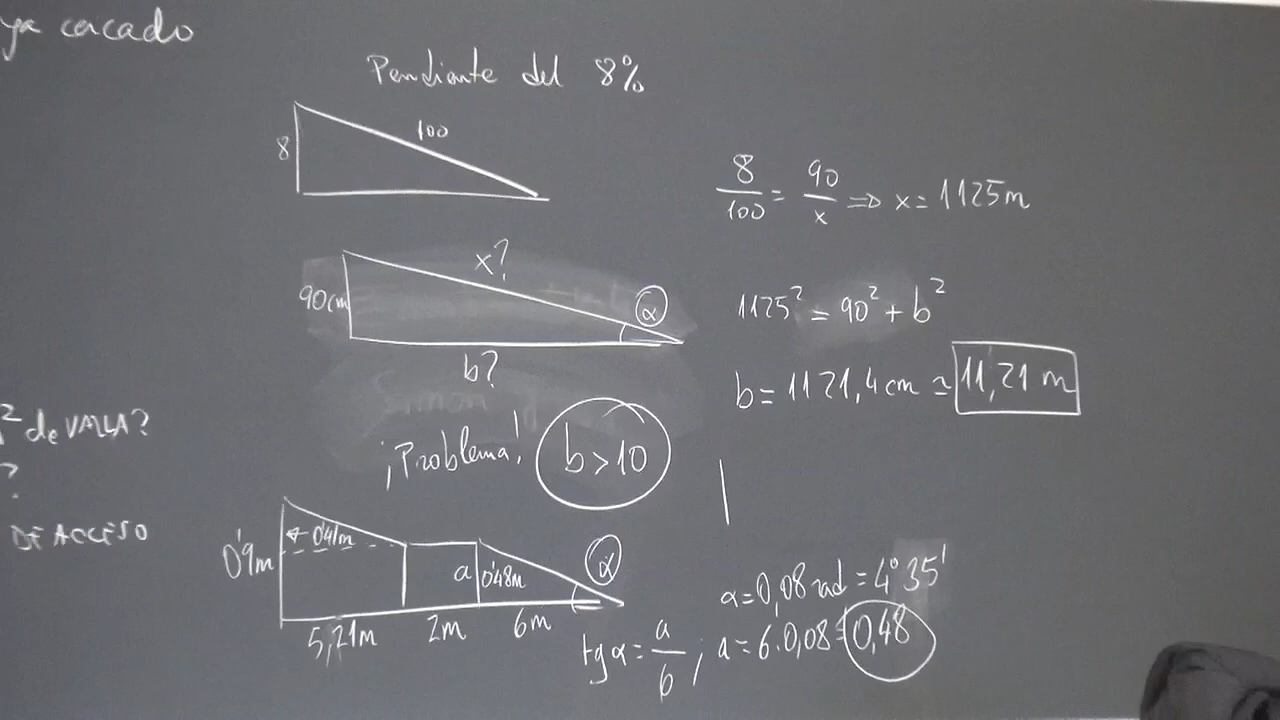 ya cacado
Pendiente del 8%
8
100
8/100 = 90/x => x = 1125m
x?
90cm
α
b?
1125² = 90² + b²
b = 1121,4 cm ≃ 11,21 m
² de VALLA?
¡Problema! b > 10
?
DE ACCESO
0'9m
0'41m
a
0'48m
α
5,21m
2m
6m
α = 0,08 rad = 4° 35'
tg α = a/6 ; a = 6·0,08 = 0,48